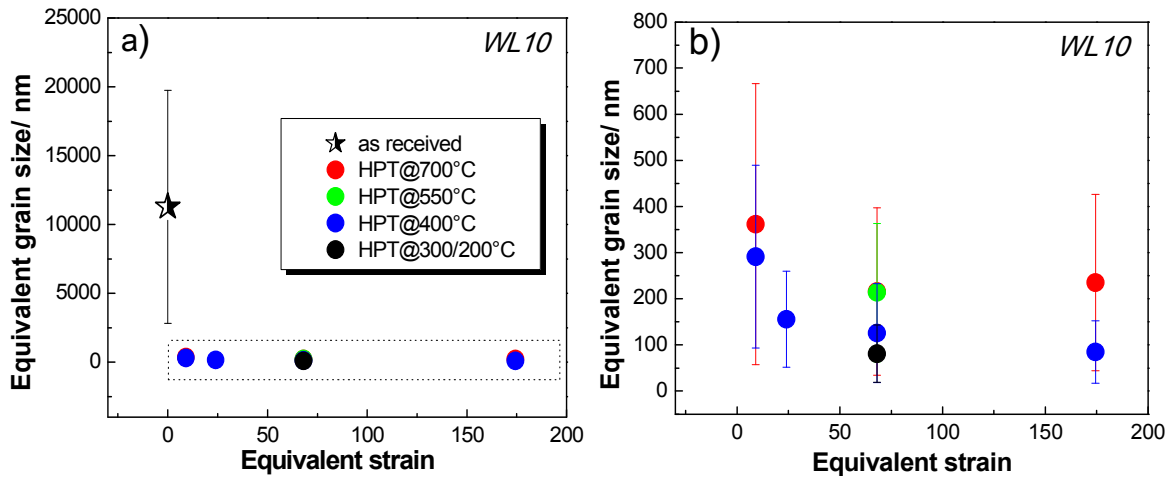 a)
WL10
Equivalent grain size/ nm
25000
20000
15000
10000
5000
0
as received
HPT@700°C
HPT@550°C
HPT@400°C
HPT@300/200°C
0
50
100
150
200
Equivalent strain
b)
WL10
Equivalent grain size/ nm
800
700
600
500
400
300
200
100
0
0
50
100
150
200
Equivalent strain